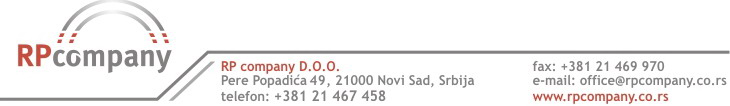 RPcompany
RP company D.O.O.
Pere Popadića 49, 21000 Novi Sad, Srbija
telefon: +381 21 467 458
fax: +381 21 469 970
e-mail: office@rpcompany.co.rs
www.rpcompany.co.rs